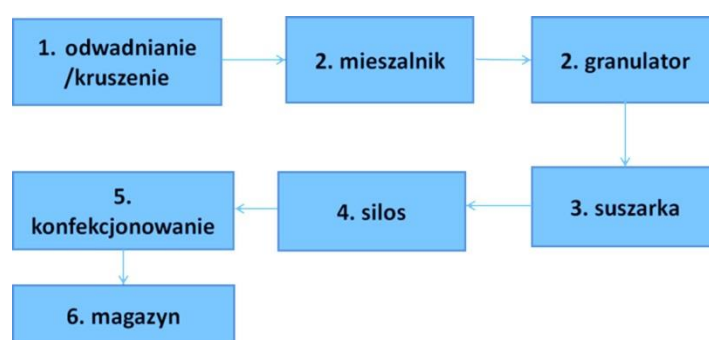 1. odwadnianie
/kruszenie
2. mieszalnik
2. granulator
3. suszarka
4. silos
5.
konfekcjonowanie
6. magazyn